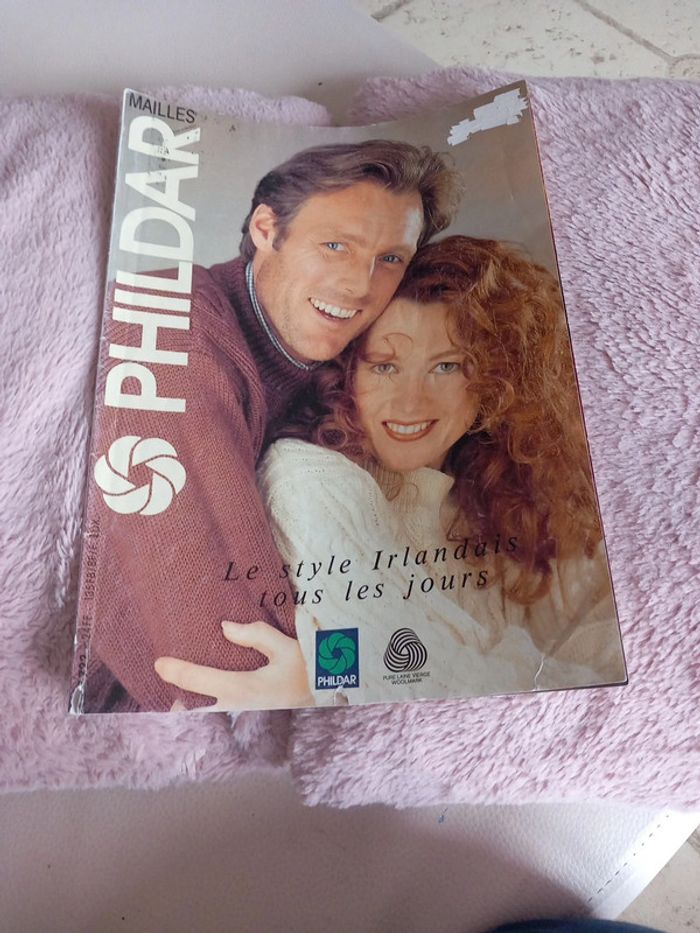 MAILLES
PHILDAR
Le style Irlandais
tous les jours
PHILDAR
PURE LAINE VIERGE
WOOLMARK